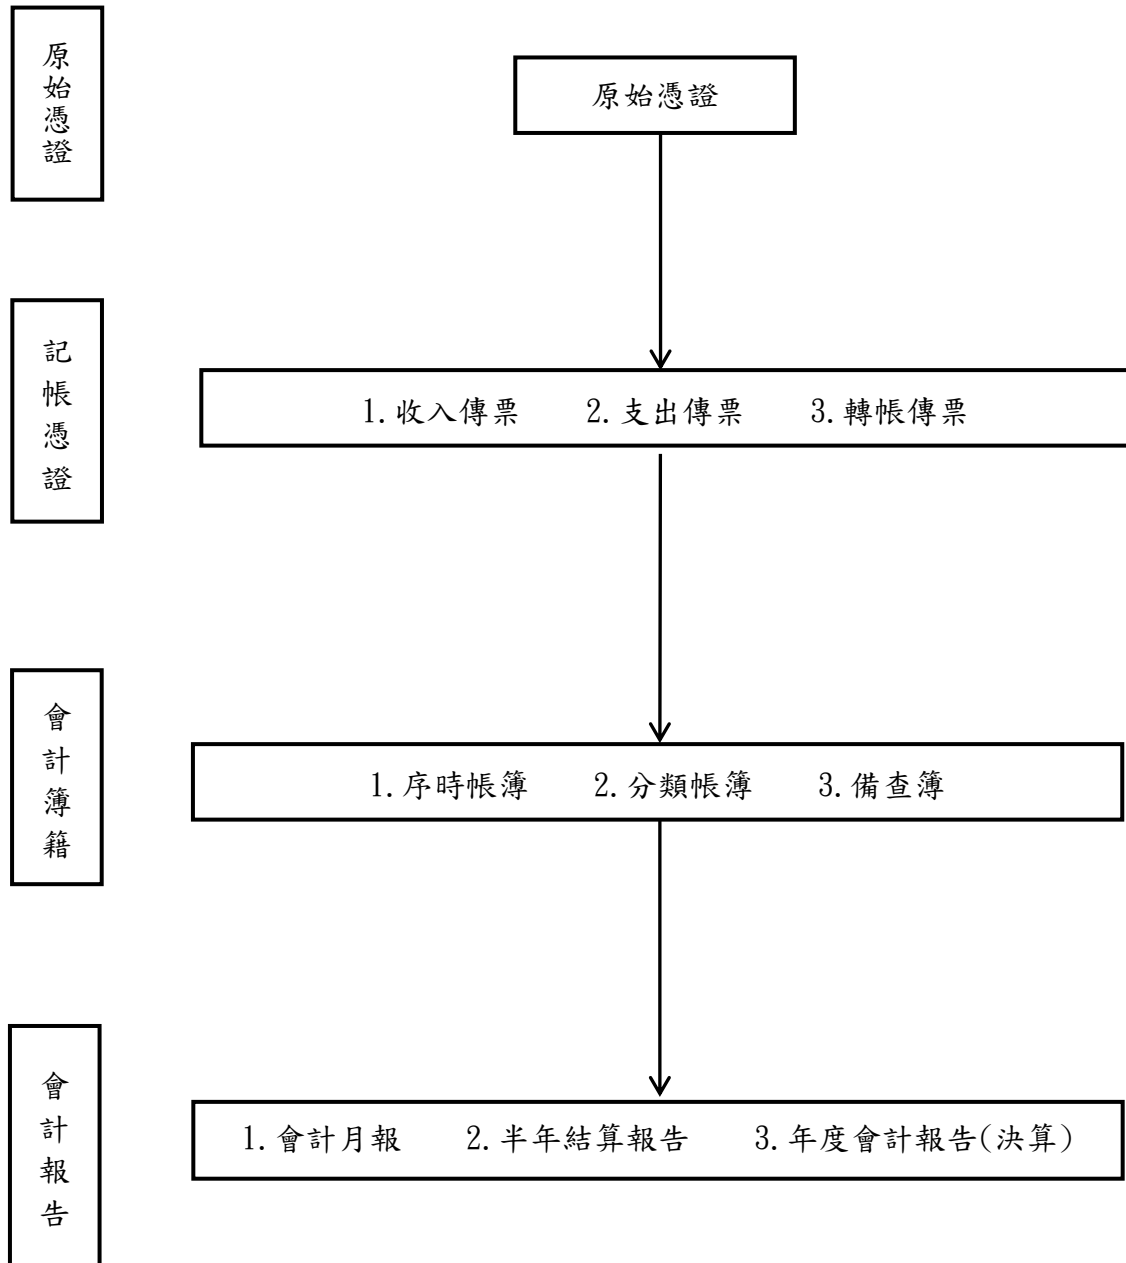 原始憑證
原始憑證
記帳憑證
1.收入傳票 2.支出傳票 3.轉帳傳票
會計簿籍
1.序時帳簿 2.分類帳簿 3.備查簿
會計報告
1.會計月報 2.半年結算報告 3.年度會計報告(決算)